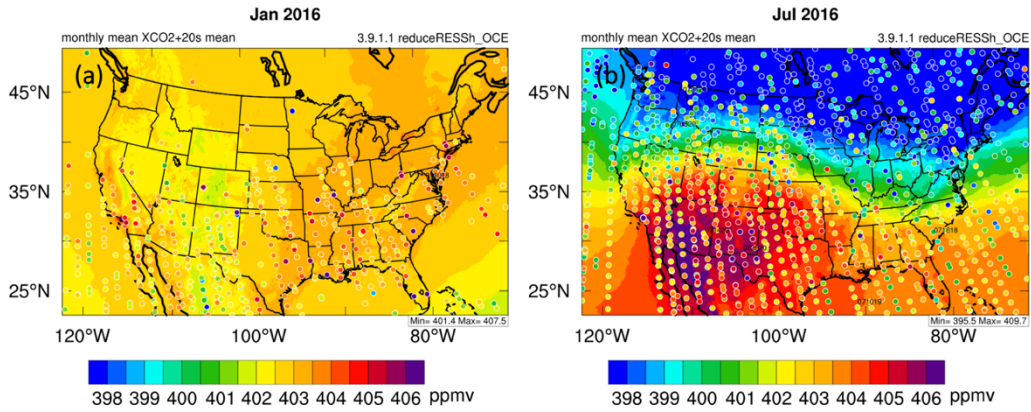 Jan 2016
monthly mean XCO2+20s mean 3.9.1.1 reduceRESSh_OCE
(a)
45°N
35°N
25°N
120°W 100°W 80°W
Min= 401.4 Max= 407.5
398 399 400 401 402 403 404 405 406 ppmv
Jul 2016
monthly mean XCO2+20s mean 3.9.1.1 reduceRESSh_OCE
(b)
45°N
35°N
071618
25°N
071019
120°W 100°W 80°W
Min= 395.5 Max= 409.7
398 399 400 401 402 403 404 405 406 ppmv